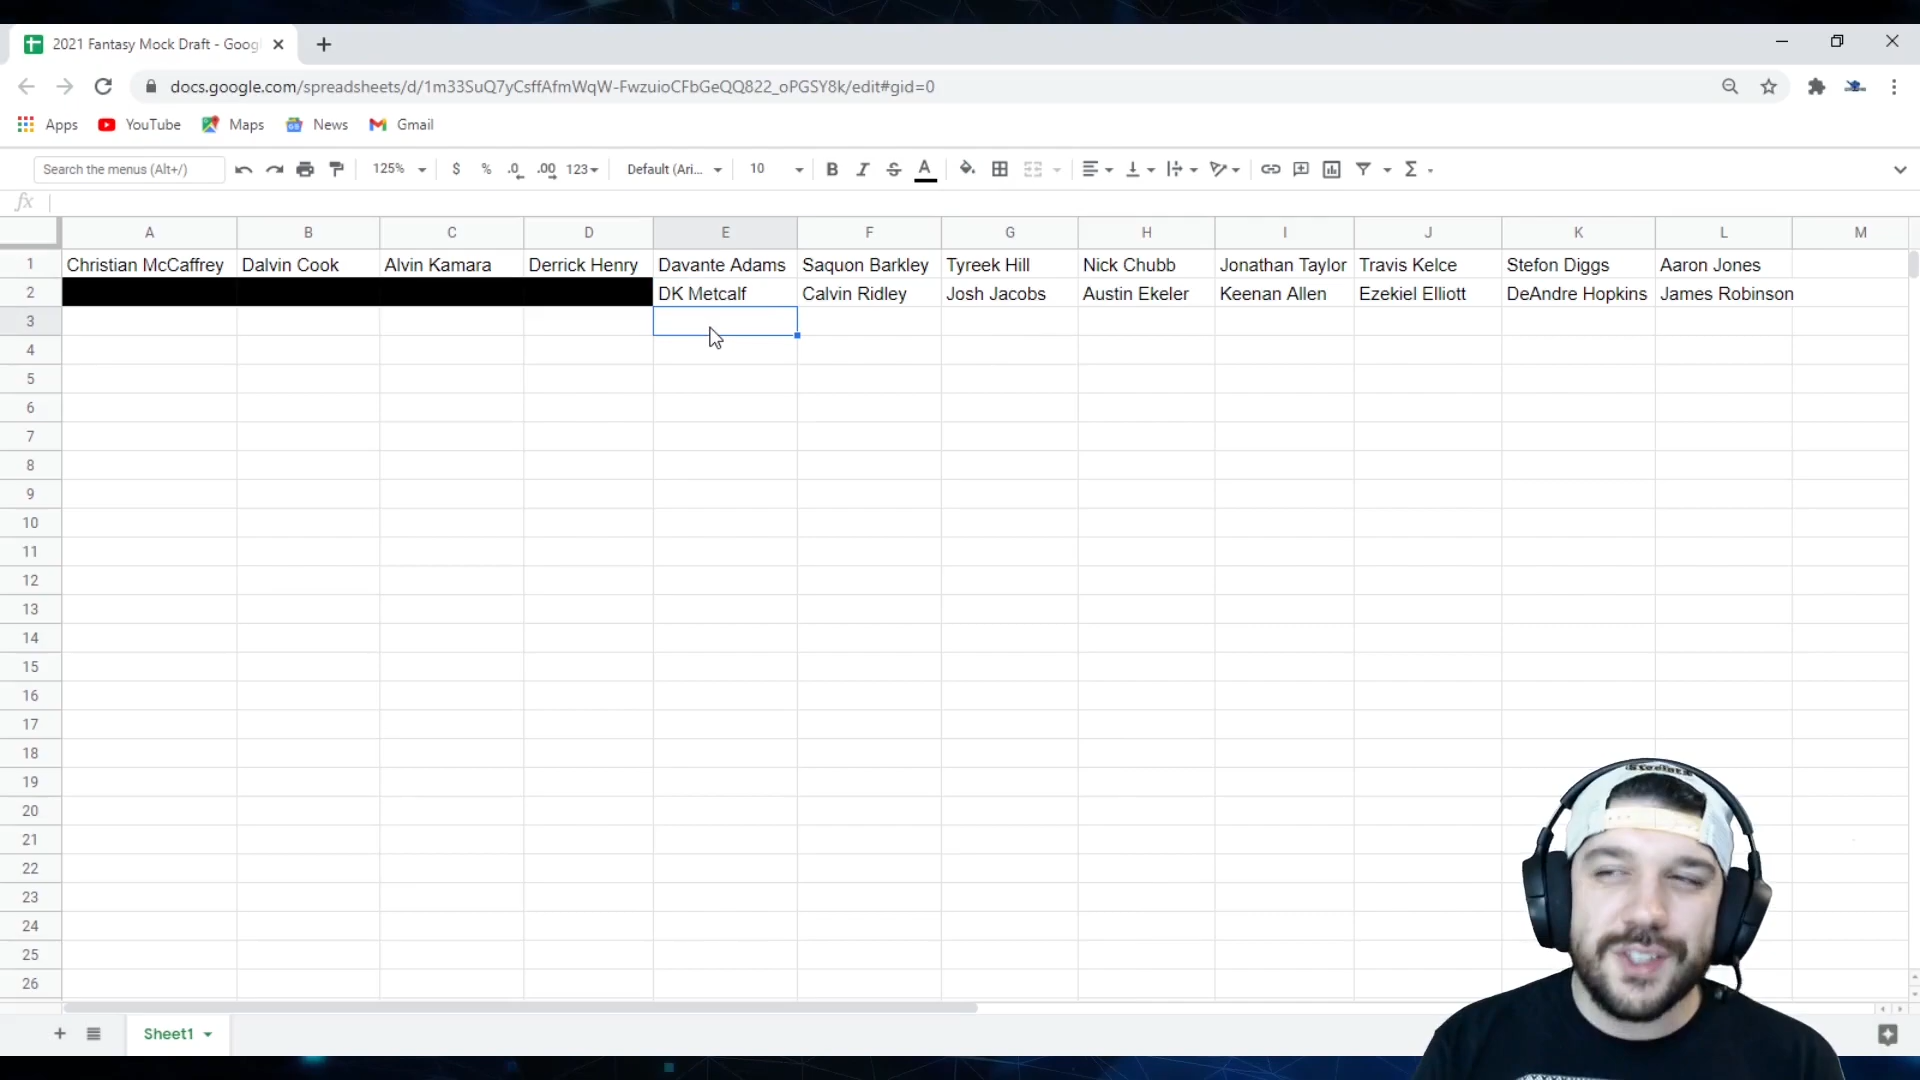 2021 Fantasy Mock Draft - Goog
docs.google.com/spreadsheets/d/1m33SuQ7yCsffAfmWqW-FwzuioCFbGeQQ822_oPGSY8k/edit#gid=0
Apps YouTube Maps News Gmail
Search the menus (Alt+/) 125% $ % .0 .00 123 Default (Ari... 10 B I S A Σ
fx
A B C D E F G H I J K L M
1 Christian McCaffrey Dalvin Cook Alvin Kamara Derrick Henry Davante Adams Saquon Barkley Tyreek Hill Nick Chubb Jonathan Taylor Travis Kelce Stefon Diggs Aaron Jones
2 DK Metcalf Calvin Ridley Josh Jacobs Austin Ekeler Keenan Allen Ezekiel Elliott DeAndre Hopkins James Robinson
3
4
5
6
7
8
9
10
11
12
13
14
15
16
17
18
19
20
21
22
23
24
25
26
Sheet1